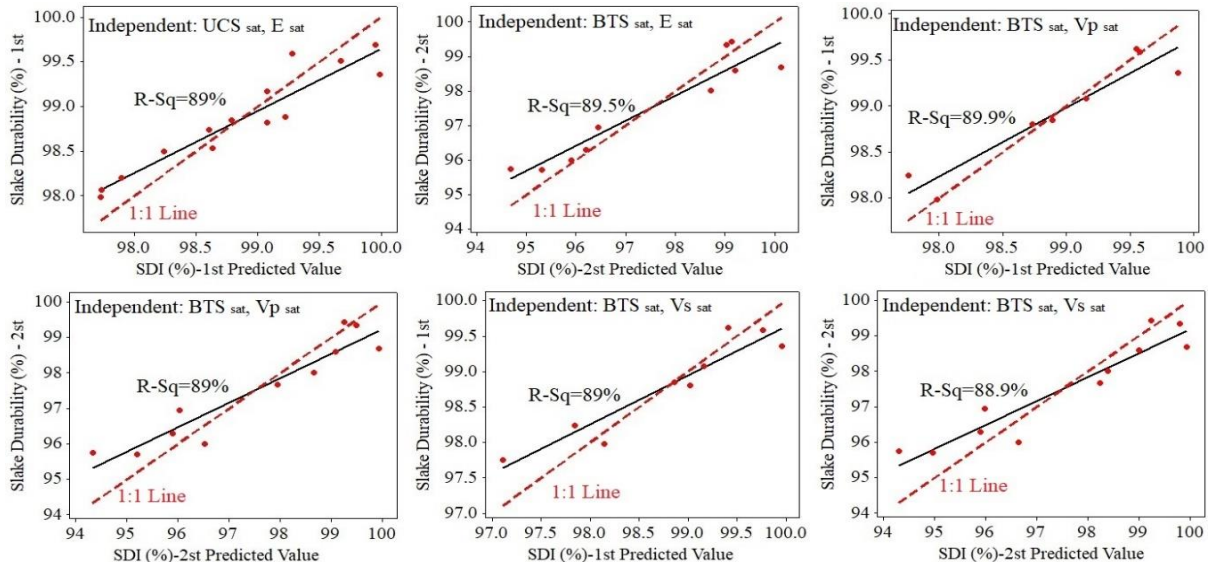 Independent: UCS sat, E sat
R-Sq=89%
1:1 Line
Slake Durability (%) - 1st
100.0
99.5
99.0
98.5
98.0
98.0
98.5
99.0
99.5
100.0
SDI (%)-1st Predicted Value
Independent: BTS sat, E sat
R-Sq=89.5%
1:1 Line
Slake Durability (%) - 2st
100
99
98
97
96
95
94
94
95
96
97
98
99
100
SDI (%)-2st Predicted Value
Independent: BTS sat, Vp sat
R-Sq=89.9%
1:1 Line
Slake Durability (%) - 1st
100.0
99.5
99.0
98.5
98.0
98.0
98.5
99.0
99.5
100
SDI (%)-1st Predicted Value
Independent: BTS sat, Vp sat
R-Sq=89%
1:1 Line
Slake Durability (%) - 2st
100
99
98
97
96
95
94
94
95
96
97
98
99
100
SDI (%)-2st Predicted Value
Independent: BTS sat, Vs sat
R-Sq=89%
1:1 Line
Slake Durability (%) - 1st
100.0
99.5
99.0
98.5
98.0
97.5
97.0
97.0
97.5
98.0
98.5
99.0
99.5
100.0
SDI (%)-1st Predicted Value
Independent: BTS sat, Vs sat
R-Sq=88.9%
1:1 Line
Slake Durability (%) - 2st
100
99
98
97
96
95
94
94
95
96
97
98
99
100
SDI (%)-2st Predicted Value